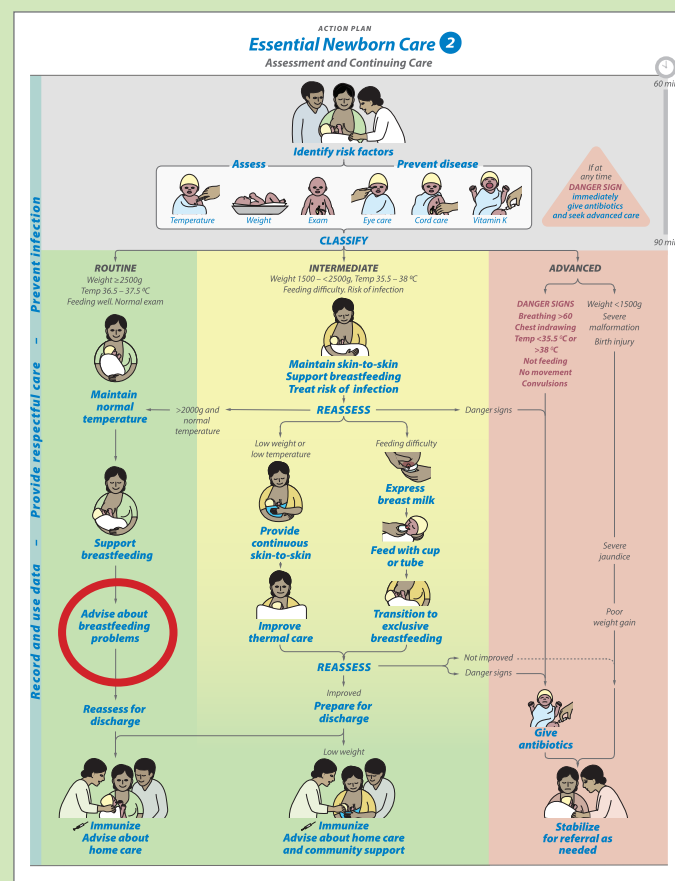 ACTION PLAN
Essential Newborn Care 2
Assessment and Continuing Care
60 min
Identify risk factors
Assess
Prevent disease
Temperature
Weight
Exam
Eye care
Cord care
Vitamin K
If at
any time
DANGER SIGN
immediately
give antibiotics
and seek advanced care
CLASSIFY
90 min
Prevent infection
–
Provide respectful care
–
Record and use data
ROUTINE
Weight ≥2500g
Temp 36.5 – 37.5 ºC
Feeding well. Normal exam
Maintain
normal
temperature
Support
breastfeeding
Advise about
breastfeeding
problems
Reassess for
discharge
Immunize
Advise about
home care
INTERMEDIATE
Weight 1500 – <2500g, Temp 35.5 – 38 ºC
Feeding difficulty. Risk of infection
Maintain skin-to-skin
Support breastfeeding
Treat risk of infection
REASSESS
>2000g and
normal
temperature
Danger signs
Low weight or
low temperature
Provide
continuous
skin-to-skin
Improve
thermal care
Feeding difficulty
Express
breast milk
Feed with cup
or tube
Transition to
exclusive
breastfeeding
REASSESS
Not improved
Danger signs
Improved
Prepare for
discharge
Low weight
Immunize
Advise about home care
and community support
ADVANCED
DANGER SIGNS
Breathing >60
Chest indrawing
Temp <35.5 ºC or
>38 ºC
Not feeding
No movement
Convulsions
Weight <1500g
Severe
malformation
Birth injury
Severe
jaundice
Poor
weight gain
Give
antibiotics
Stabilize
for referral as
needed